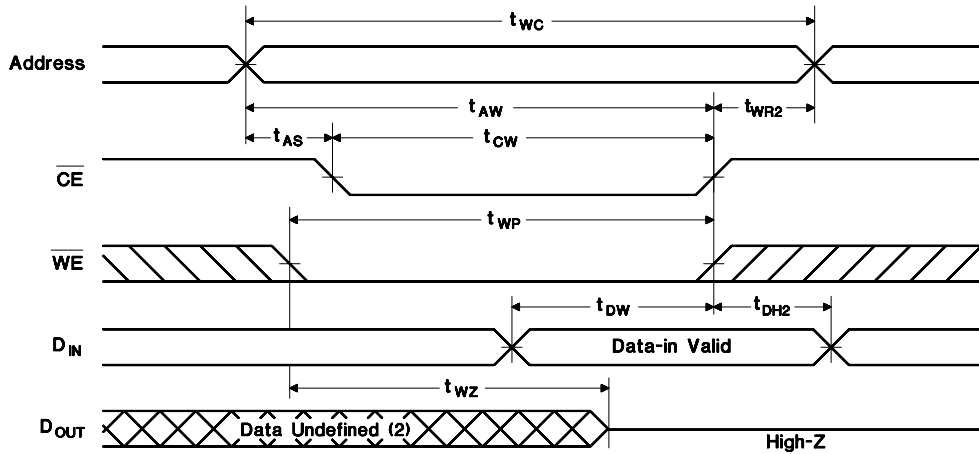 tWC
Address
tAW
tWR2
tAS
tCW
CE
tWP
WE
tDW
tDH2
DIN
Data-in Valid
tWZ
DOUT
Data Undefined (2)
High-Z